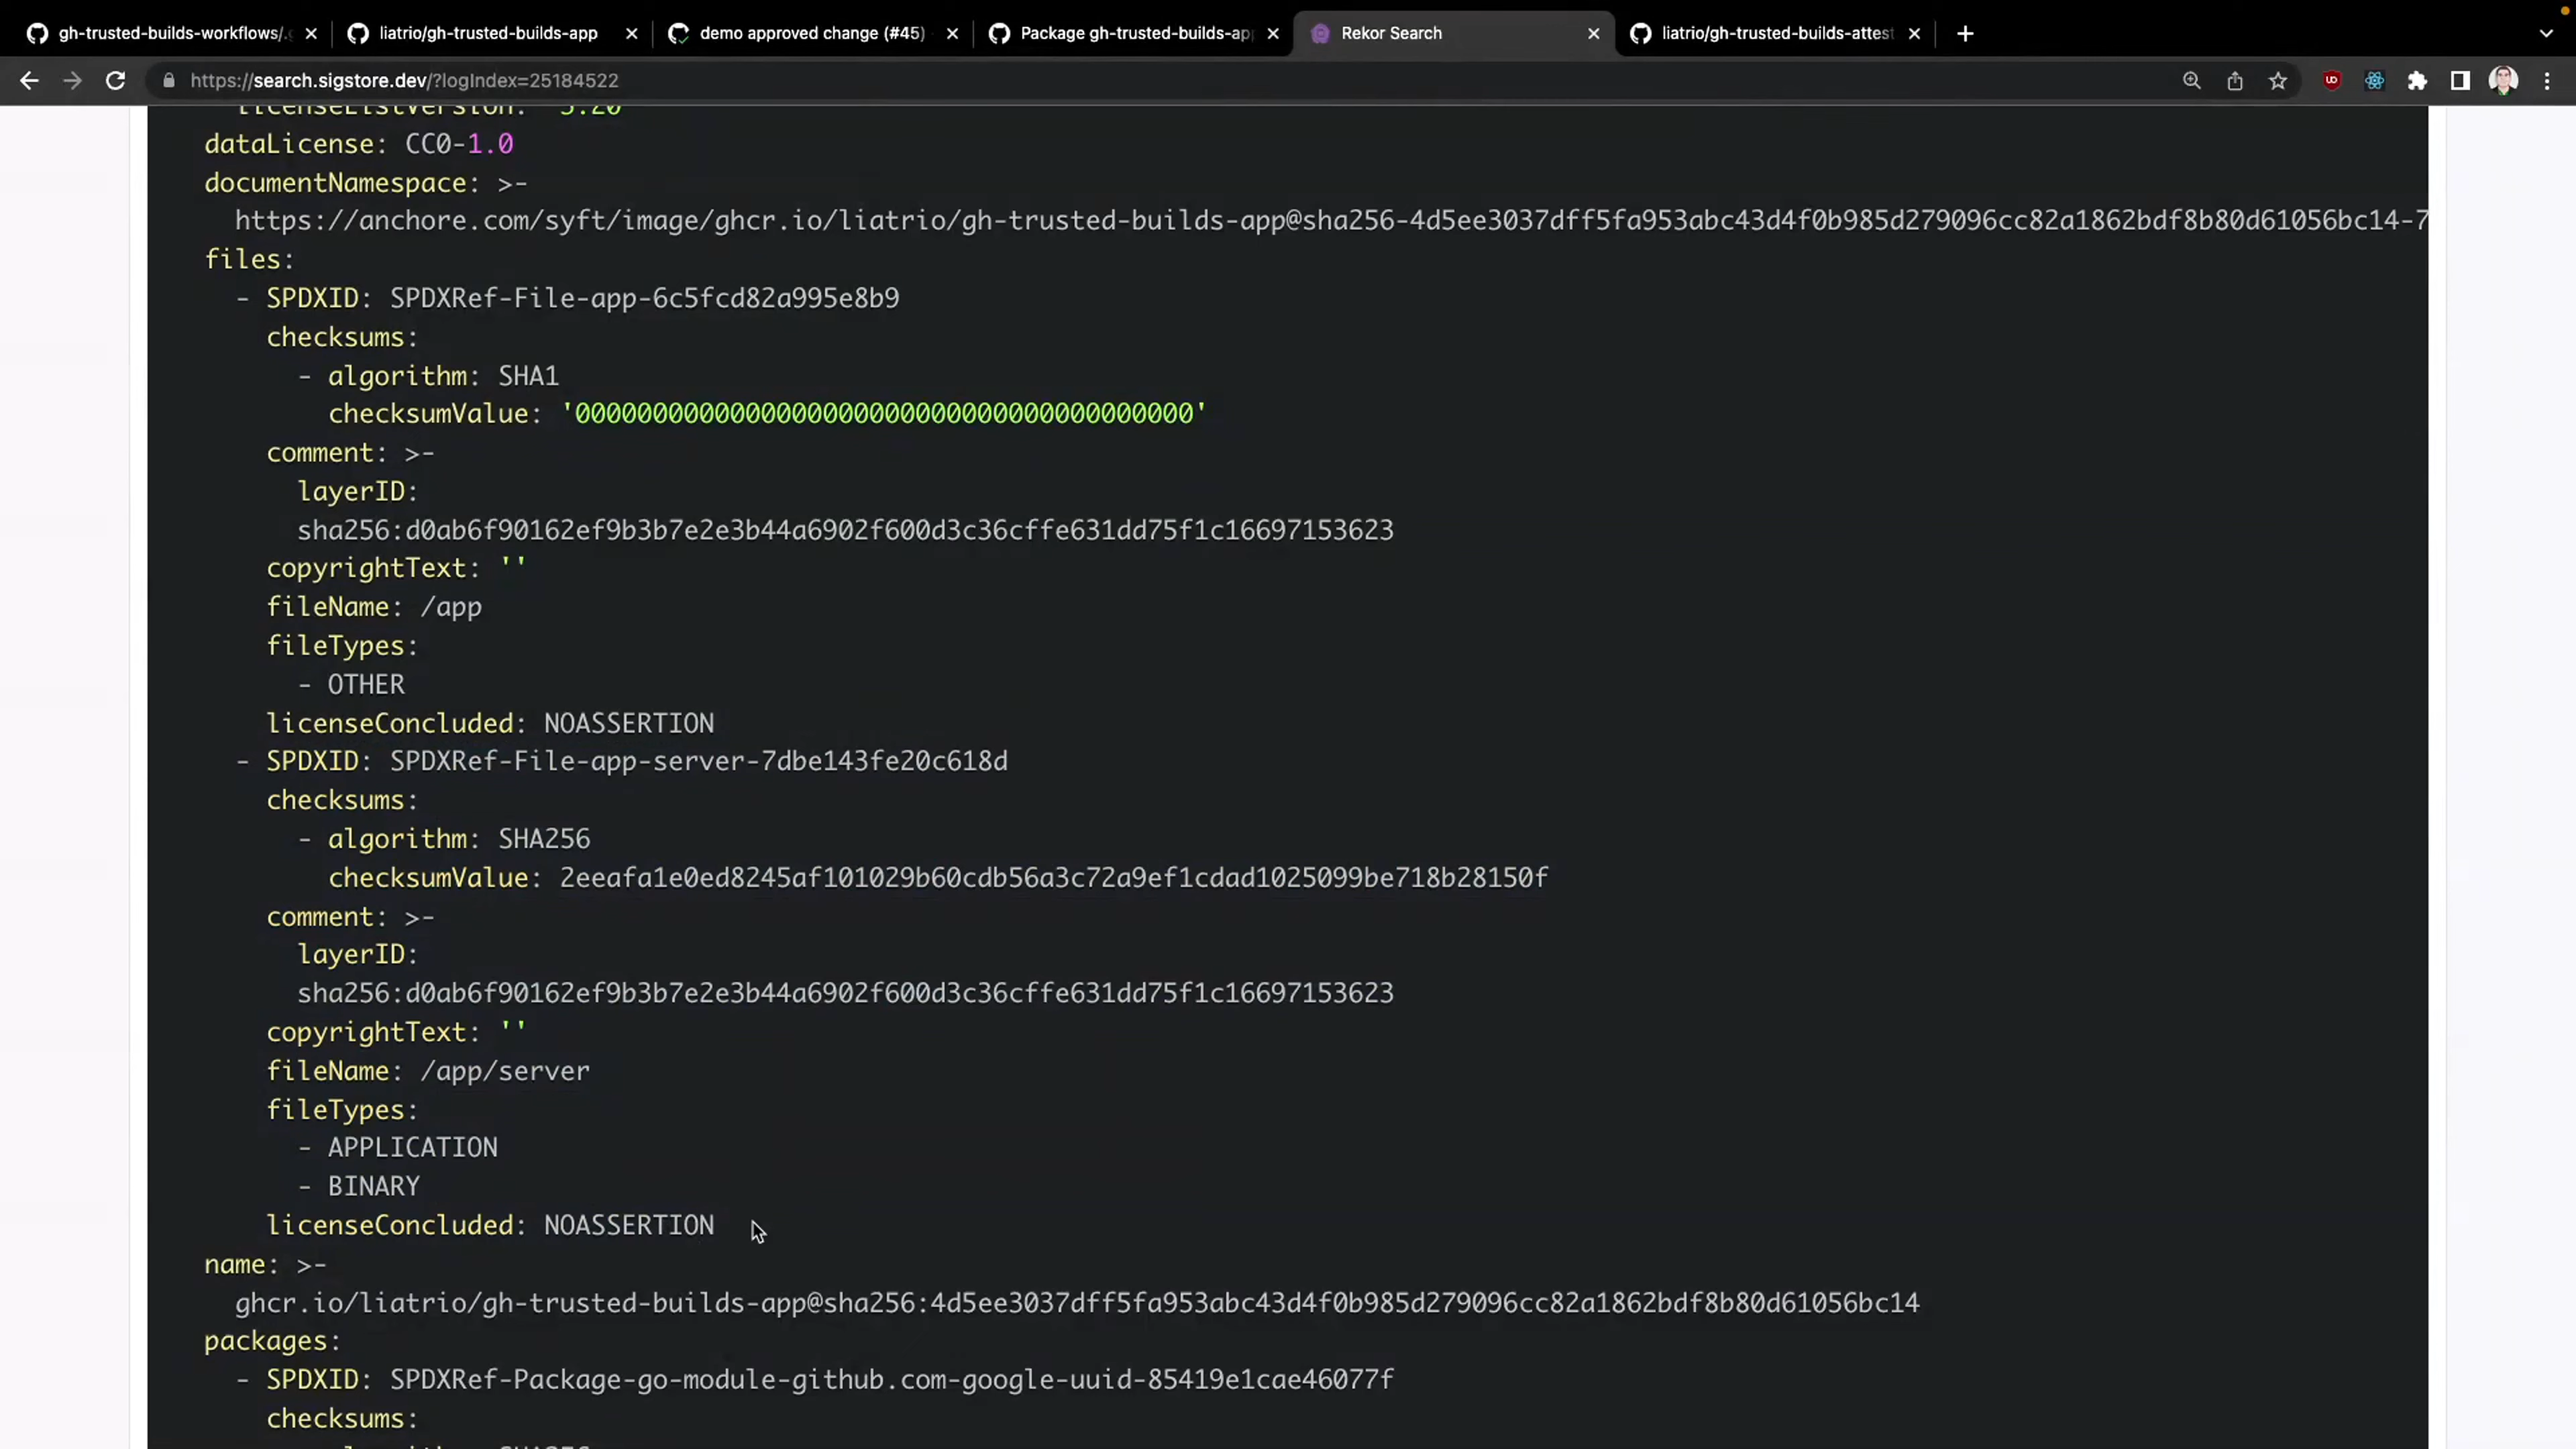 gh-trusted-builds-workflows/.g
liatrio/gh-trusted-builds-app
demo approved change (#45)
Package gh-trusted-builds-app
Rekor Search
liatrio/gh-trusted-builds-attest
https://search.sigstore.dev/?logIndex=25184522
licenseListVersion: '3.20'
dataLicense: CC0-1.0
documentNamespace: >-
https://anchore.com/syft/image/ghcr.io/liatrio/gh-trusted-builds-app@sha256-4d5ee3037dff5fa953abc43d4f0b985d279096cc82a1862bdf8b80d61056bc14-7
files:
- SPDXID: SPDXRef-File-app-6c5fcd82a995e8b9
checksums:
- algorithm: SHA1
checksumValue: '0000000000000000000000000000000000000000'
comment: >-
layerID:
sha256:d0ab6f90162ef9b3b7e2e3b44a6902f600d3c36cffe631dd75f1c16697153623
copyrightText: ''
fileName: /app
fileTypes:
- OTHER
licenseConcluded: NOASSERTION
- SPDXID: SPDXRef-File-app-server-7dbe143fe20c618d
checksums:
- algorithm: SHA256
checksumValue: 2eeafa1e0ed8245af101029b60cdb56a3c72a9ef1cdad1025099be718b28150f
comment: >-
layerID:
sha256:d0ab6f90162ef9b3b7e2e3b44a6902f600d3c36cffe631dd75f1c16697153623
copyrightText: ''
fileName: /app/server
fileTypes:
- APPLICATION
- BINARY
licenseConcluded: NOASSERTION
name: >-
ghcr.io/liatrio/gh-trusted-builds-app@sha256:4d5ee3037dff5fa953abc43d4f0b985d279096cc82a1862bdf8b80d61056bc14
packages:
- SPDXID: SPDXRef-Package-go-module-github.com-google-uuid-85419e1cae46077f
checksums:
- algorithm: SHA256